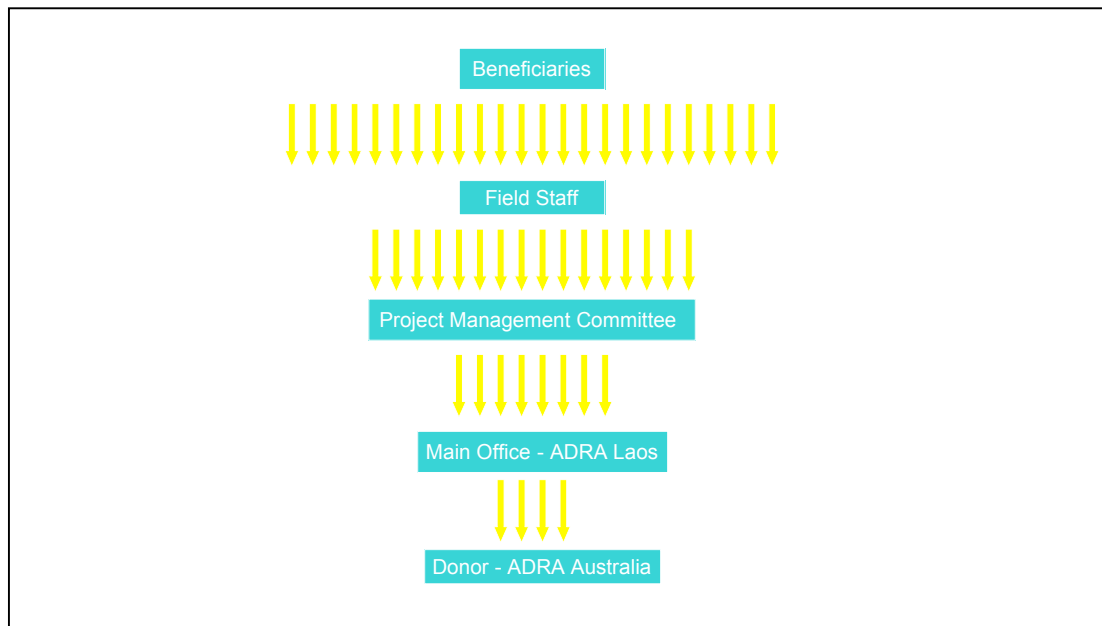 Beneficiaries
Field Staff
Project Management Committee
Main Office - ADRA Laos
Donor - ADRA Australia